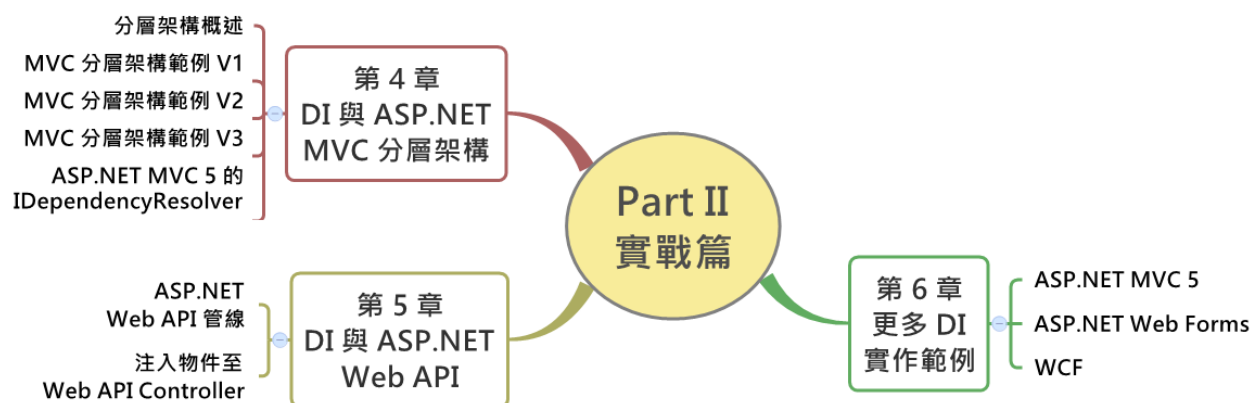 Part II
實戰篇
第 4 章
DI 與 ASP.NET
MVC 分層架構
分層架構概述
MVC 分層架構範例 V1
MVC 分層架構範例 V2
MVC 分層架構範例 V3
ASP.NET MVC 5 的
IDependencyResolver
第 5 章
DI 與 ASP.NET
Web API
ASP.NET
Web API 管線
注入物件至
Web API Controller
第 6 章
更多 DI
實作範例
ASP.NET MVC 5
ASP.NET Web Forms
WCF